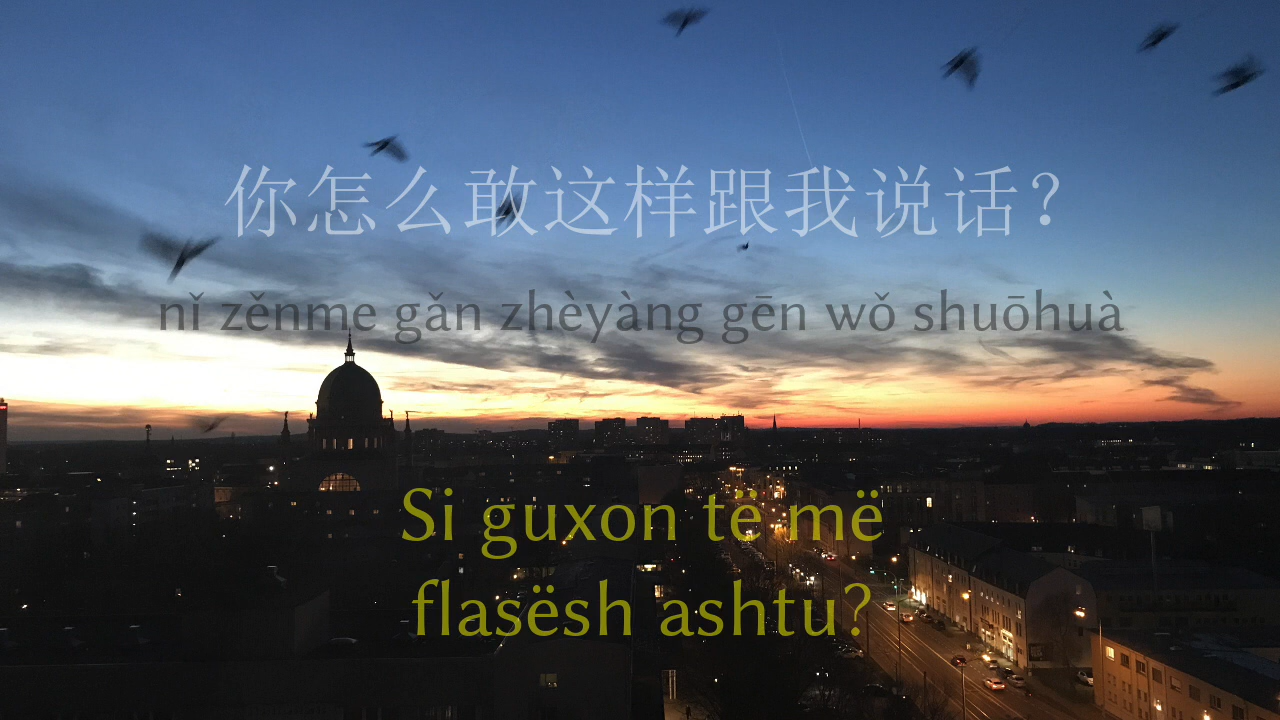 你怎么敢这样跟我说话？
nǐ zěnme gǎn zhèyàng gēn wǒ shuōhuà
Si guxon të më
flasësh ashtu?